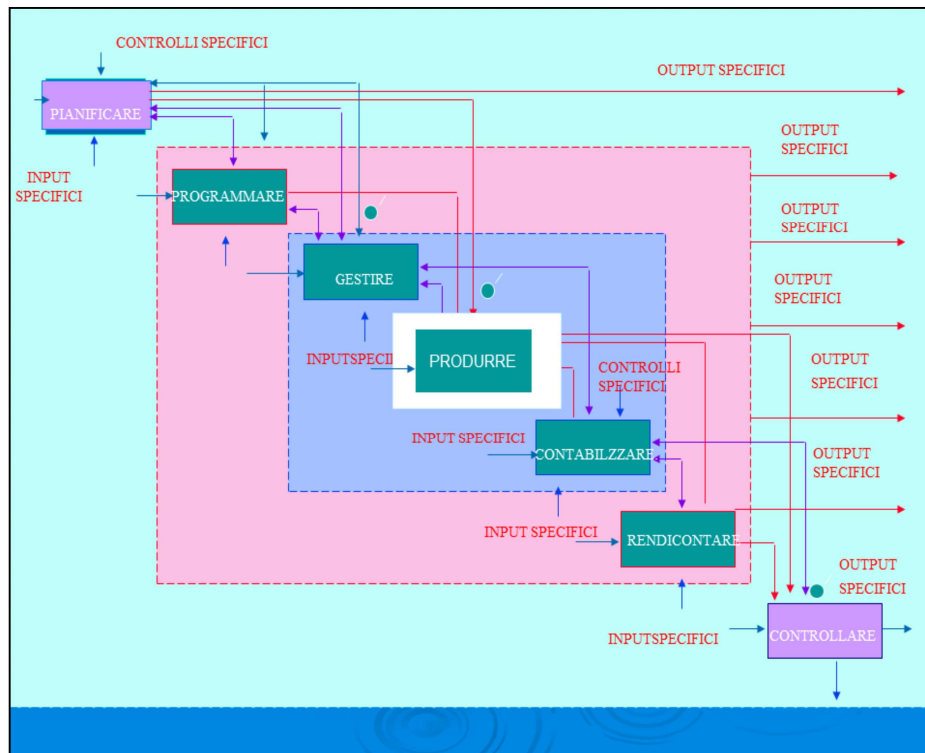 CONTROLLI SPECIFICI
OUTPUT SPECIFICI
PIANIFICARE
OUTPUT
SPECIFICI
INPUT
SPECIFICI
PROGRAMMARE
OUTPUT
SPECIFICI
GESTIRE
OUTPUT
SPECIFICI
INPUTSPECI
PRODURRE
CONTROLLI
SPECIFICI
OUTPUT
SPECIFICI
INPUT SPECIFICI
CONTABILZZARE
OUTPUT
SPECIFICI
INPUT SPECIFICI
RENDICONTARE
OUTPUT
SPECIFICI
INPUTSPECIFICI
CONTROLLARE